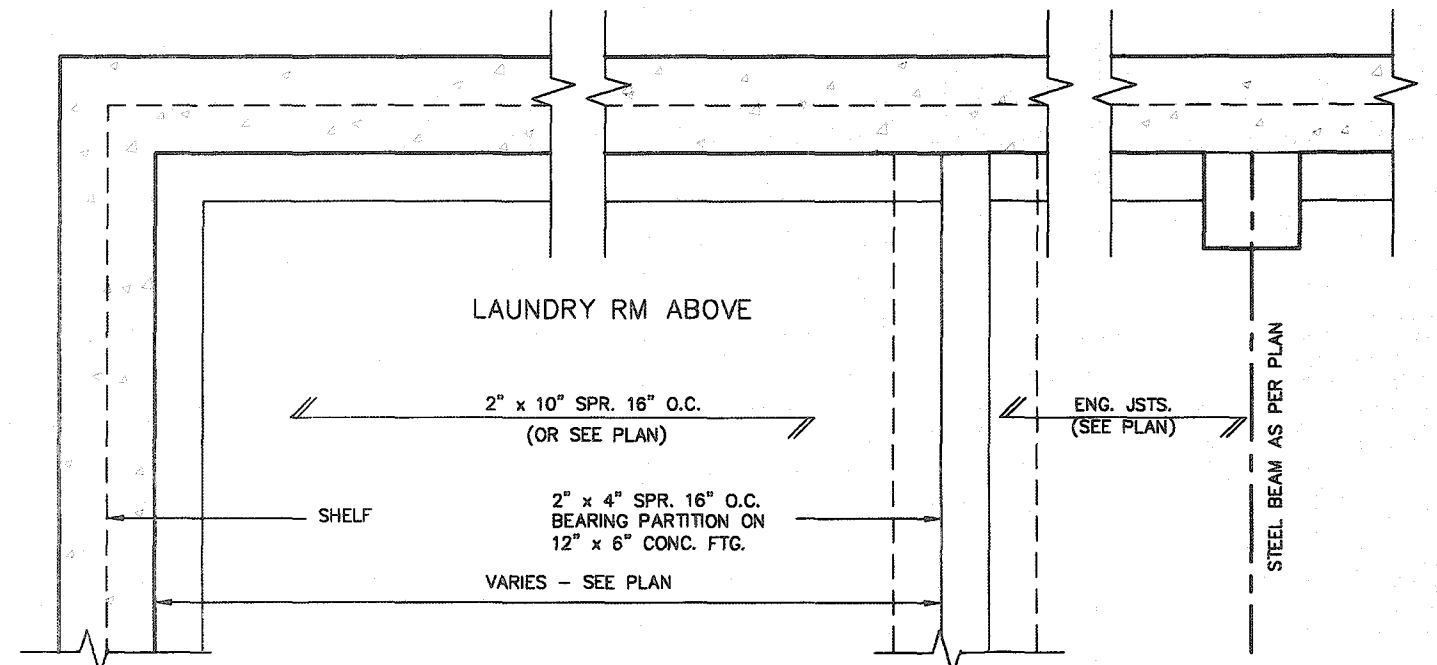 LAUNDRY RM ABOVE
2" x 10" SPR. 16" O.C.
(OR SEE PLAN)
ENG. JSTS.
(SEE PLAN)
STEEL BEAM AS PER PLAN
SHELF
2" x 4" SPR. 16" O.C.
BEARING PARTITION ON
12" x 6" CONC. FTG.
VARIES – SEE PLAN